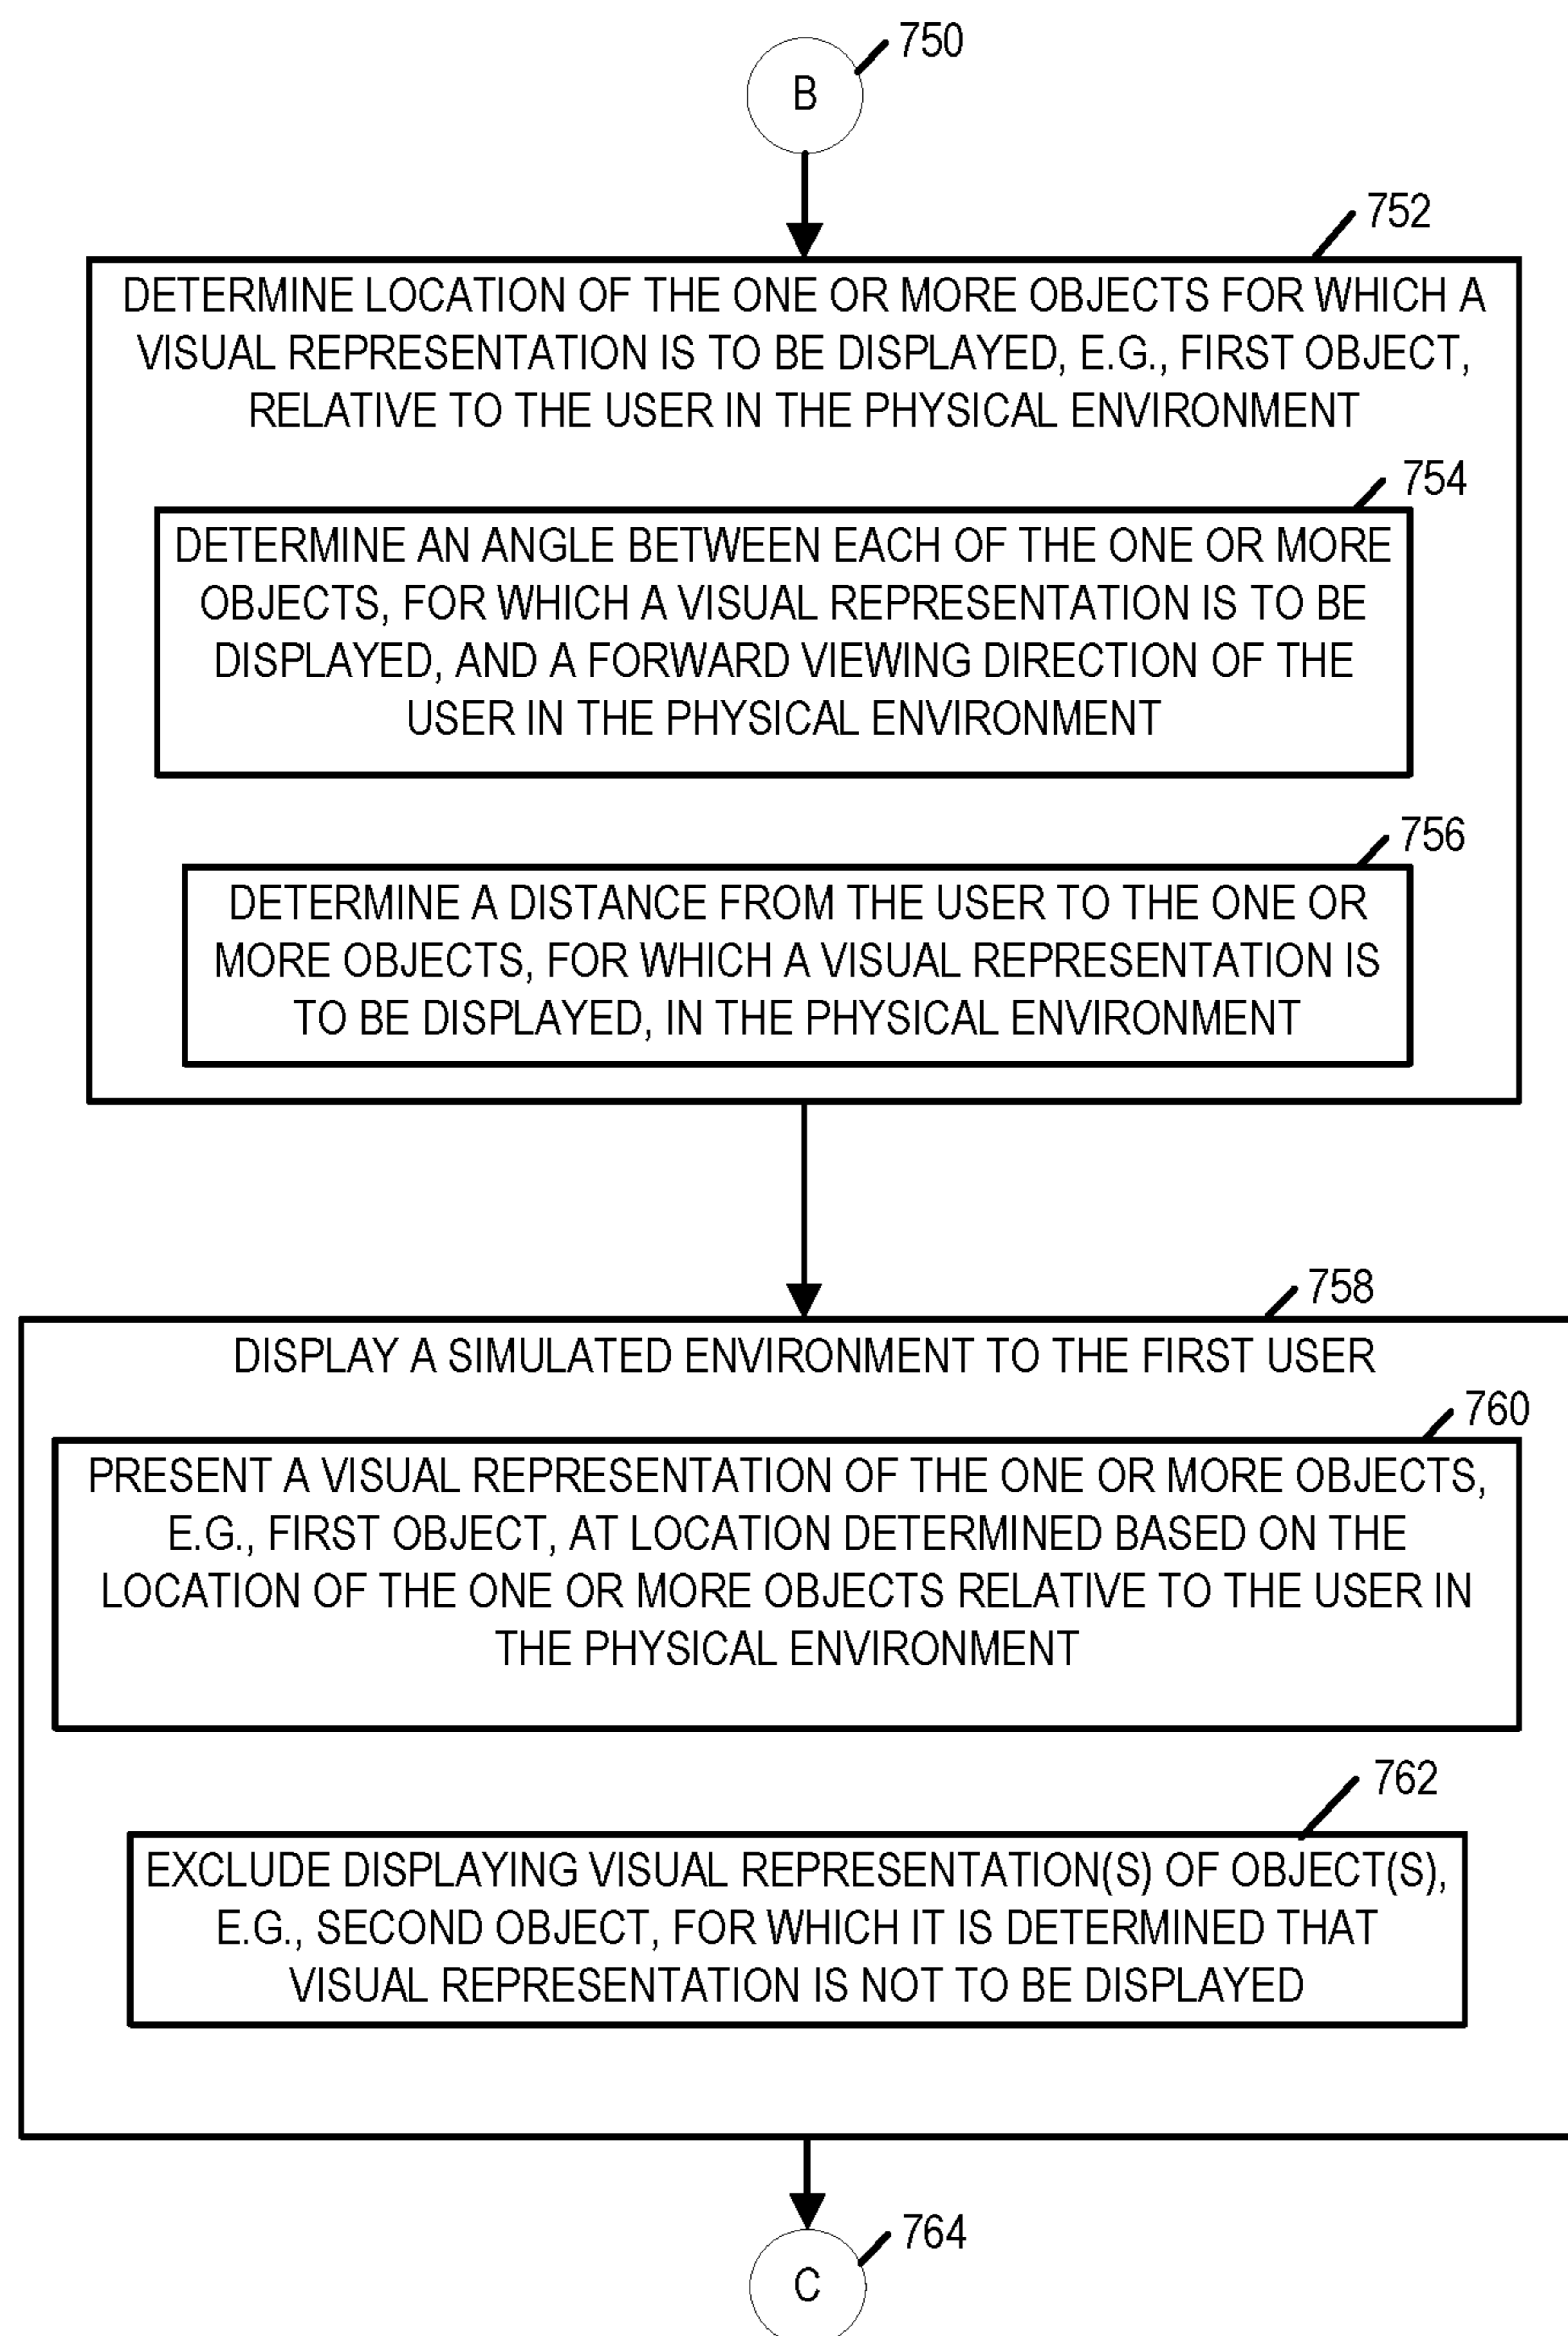 750
B
752
DETERMINE LOCATION OF THE ONE OR MORE OBJECTS FOR WHICH A
VISUAL REPRESENTATION IS TO BE DISPLAYED, E.G., FIRST OBJECT,
RELATIVE TO THE USER IN THE PHYSICAL ENVIRONMENT
754
DETERMINE AN ANGLE BETWEEN EACH OF THE ONE OR MORE
OBJECTS, FOR WHICH A VISUAL REPRESENTATION IS TO BE
DISPLAYED, AND A FORWARD VIEWING DIRECTION OF THE
USER IN THE PHYSICAL ENVIRONMENT
756
DETERMINE A DISTANCE FROM THE USER TO THE ONE OR
MORE OBJECTS, FOR WHICH A VISUAL REPRESENTATION IS
TO BE DISPLAYED, IN THE PHYSICAL ENVIRONMENT
758
DISPLAY A SIMULATED ENVIRONMENT TO THE FIRST USER
760
PRESENT A VISUAL REPRESENTATION OF THE ONE OR MORE OBJECTS,
E.G., FIRST OBJECT, AT LOCATION DETERMINED BASED ON THE
LOCATION OF THE ONE OR MORE OBJECTS RELATIVE TO THE USER IN
THE PHYSICAL ENVIRONMENT
762
EXCLUDE DISPLAYING VISUAL REPRESENTATION(S) OF OBJECT(S),
E.G., SECOND OBJECT, FOR WHICH IT IS DETERMINED THAT
VISUAL REPRESENTATION IS NOT TO BE DISPLAYED
764
C